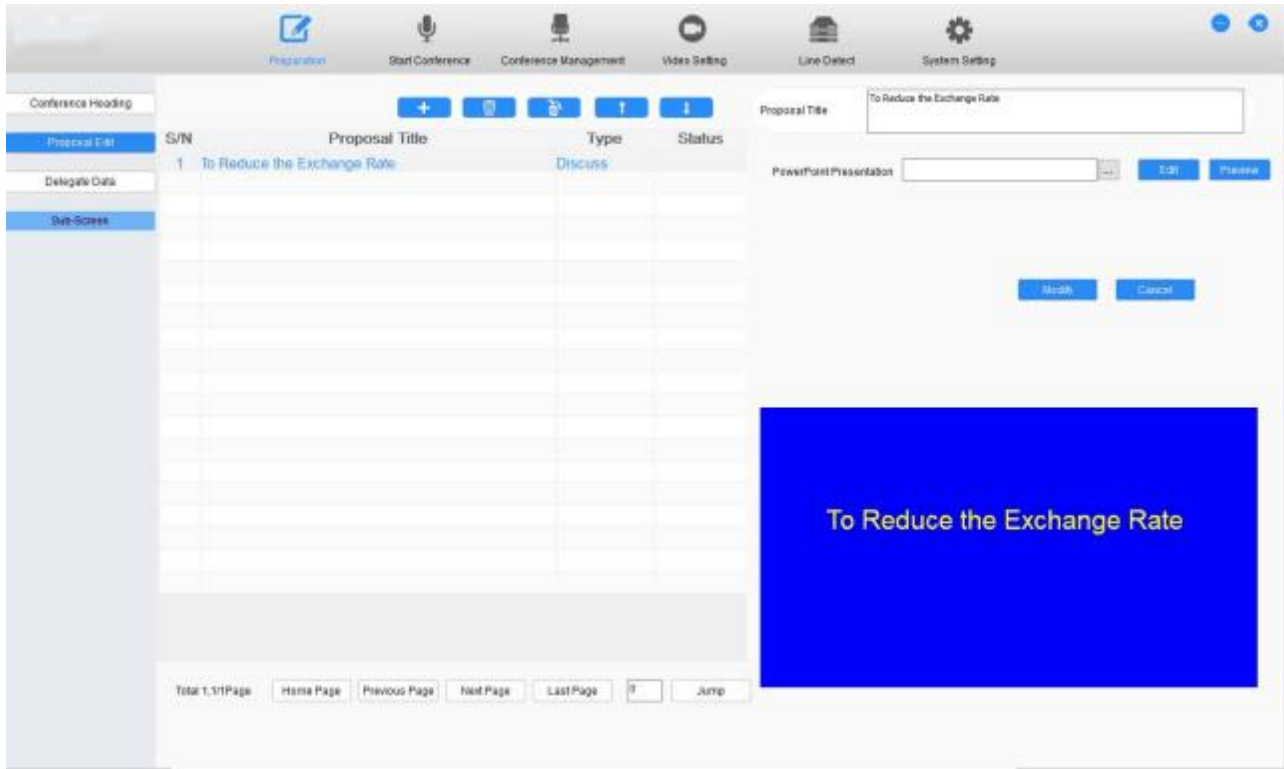 Preparation
Start Conference
Conference Management
Video Setting
Line Detect
System Setting
Conference Heading
Proposal Edit
Delegate Data
Sub-Screen
S/N Proposal Title Type Status
1 To Reduce the Exchange Rate Discuss
Total 1,1/1Page Home Page Previous Page Next Page Last Page 0 Jump
Proposal Title To Reduce the Exchange Rate
PowerPoint Presentation ... Edit Preview
Modify Cancel
To Reduce the Exchange Rate